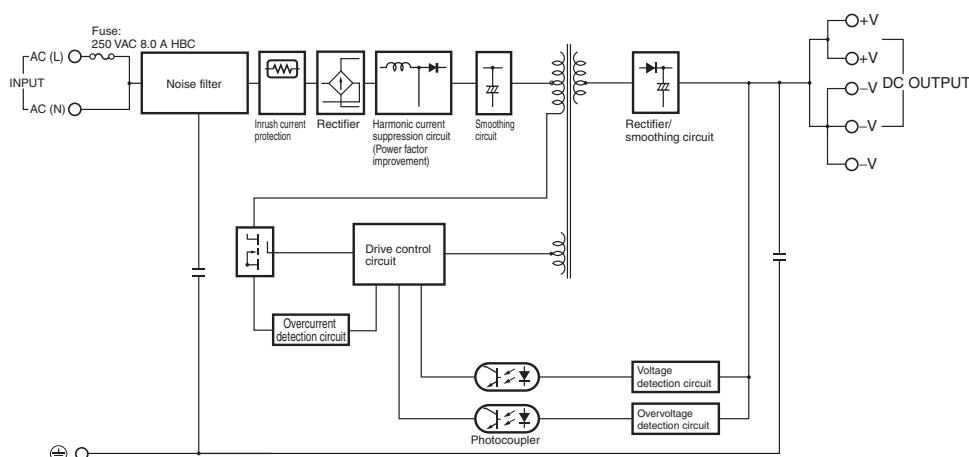 Fuse:
250 VAC 8.0 A HBC
AC (L)
INPUT
AC (N)
Noise filter
Inrush current
protection
Rectifier
Harmonic current
suppression circuit
(Power factor
improvement)
Smoothing
circuit
Rectifier/
smoothing circuit
+V
+V
DC OUTPUT
–V
–V
–V
Drive control
circuit
Overcurrent
detection circuit
Voltage
detection circuit
Overvoltage
detection circuit
Photocoupler